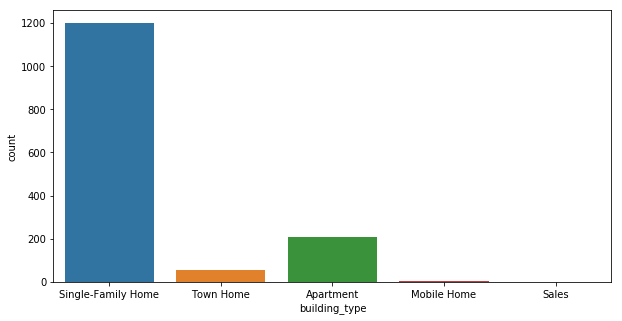 1200
1000
800
600
400
200
0
count
Single-Family Home
Town Home
Apartment
Mobile Home
Sales
building_type